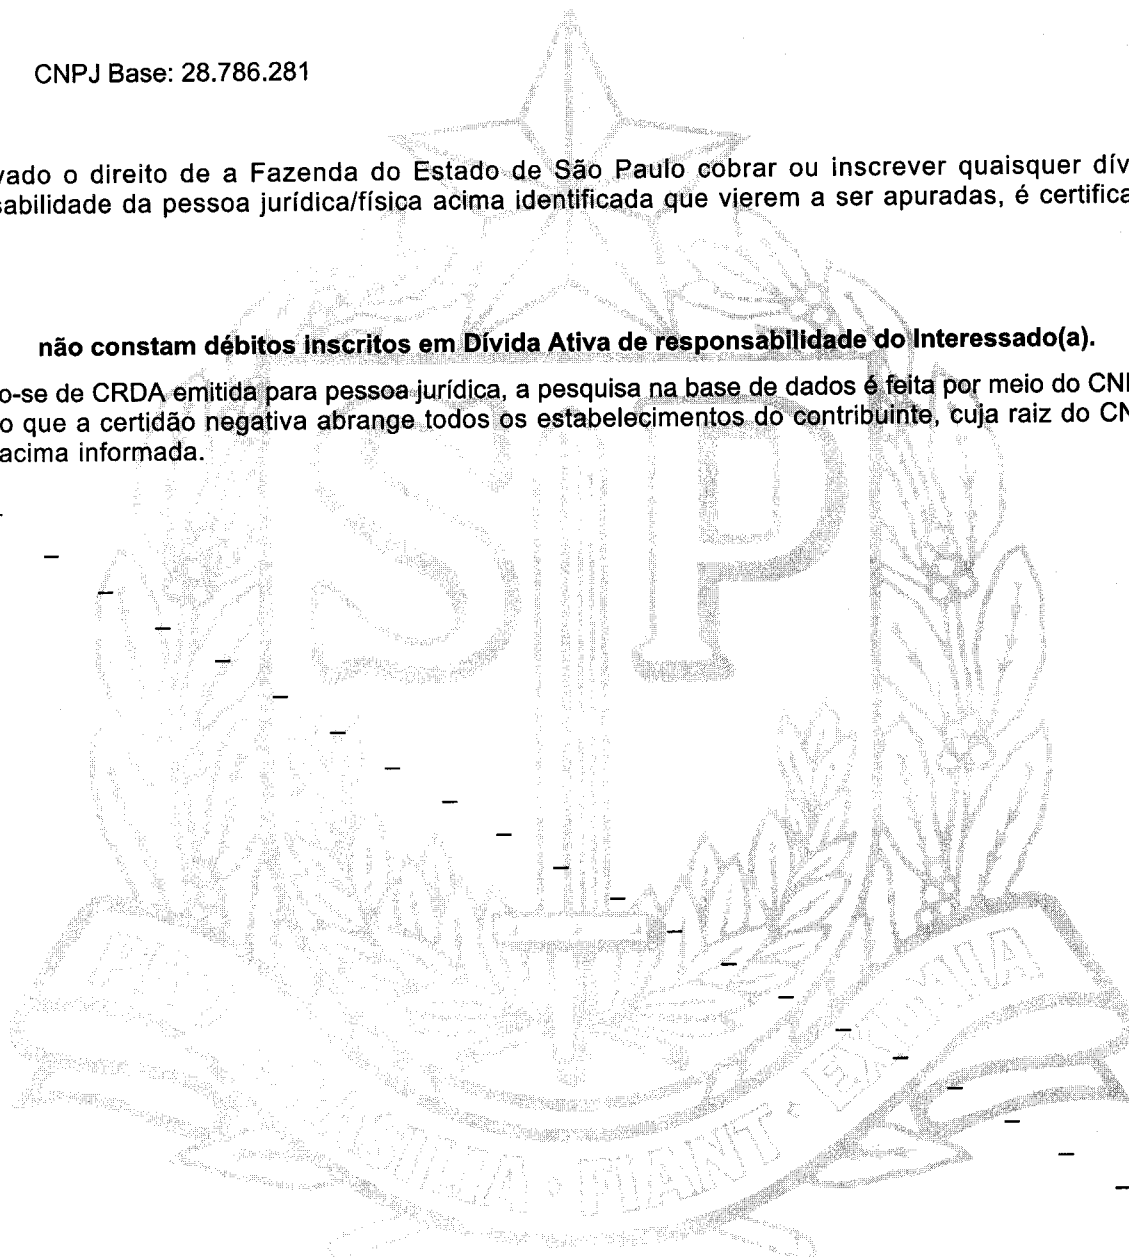 CNPJ Base: 28.786.281
vado o direito de a Fazenda do Estado de São Paulo cobrar ou inscrever quaisquer dív
sabilidade da pessoa jurídica/física acima identificada que vierem a ser apuradas, é certifica
não constam débitos inscritos em Dívida Ativa de responsabilidade do Interessado(a).
o-se de CRDA emitida para pessoa jurídica, a pesquisa na base de dados é feita por meio do CN
o que a certidão negativa abrange todos os estabelecimentos do contribuinte, cuja raiz do CN
acima informada.
SP
FIANT · EXIMIA